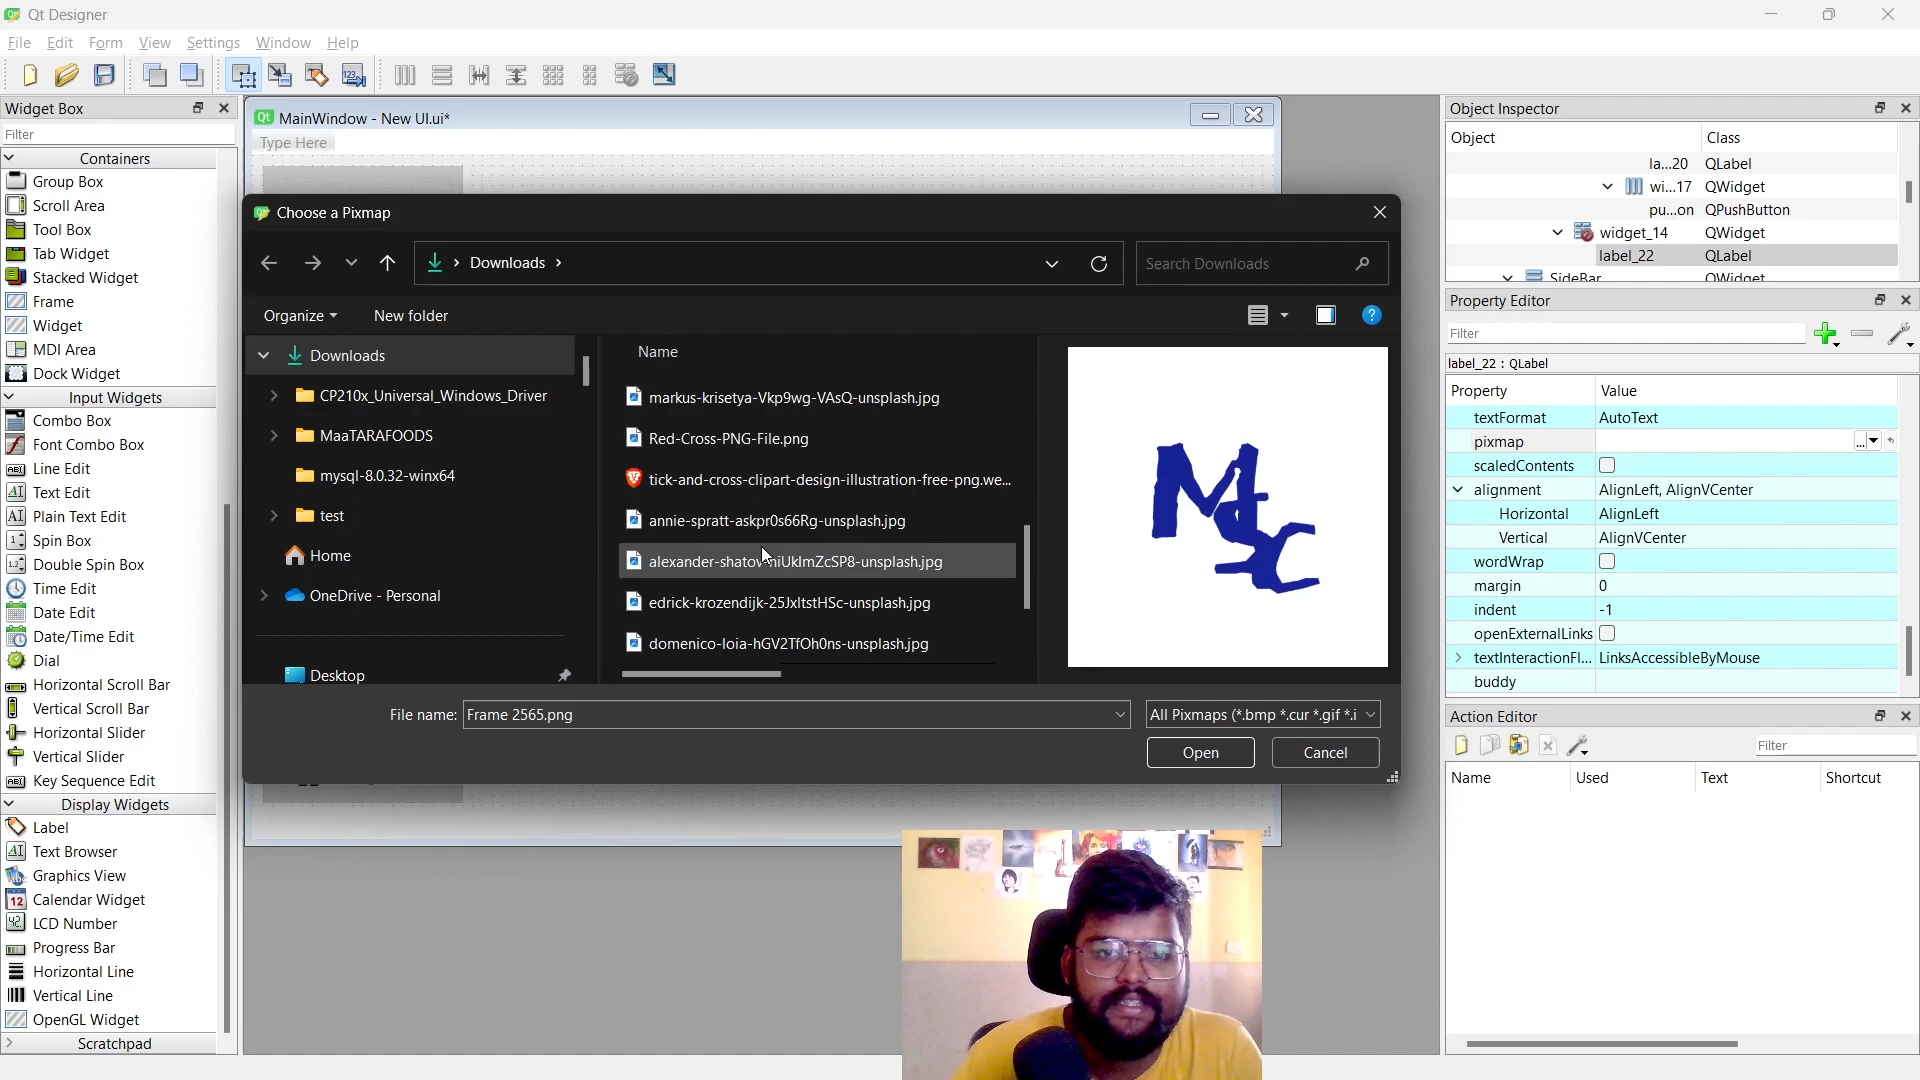 Qt Designer
File Edit Form View Settings Window Help
Widget Box
Filter
Containers
Group Box
Scroll Area
Tool Box
Tab Widget
Stacked Widget
Frame
Widget
MDI Area
Dock Widget
Input Widgets
Combo Box
Font Combo Box
Line Edit
Text Edit
Plain Text Edit
Spin Box
Double Spin Box
Time Edit
Date Edit
Date/Time Edit
Dial
Horizontal Scroll Bar
Vertical Scroll Bar
Horizontal Slider
Vertical Slider
Key Sequence Edit
Display Widgets
Label
Text Browser
Graphics View
Calendar Widget
LCD Number
Progress Bar
Horizontal Line
Vertical Line
OpenGL Widget
Scratchpad
MainWindow - New UI.ui*
Type Here
Choose a Pixmap
Downloads
Search Downloads
Organize New folder
Downloads
CP210x_Universal_Windows_Driver
MaaTARAFOODS
mysql-8.0.32-winx64
test
Home
OneDrive - Personal
Desktop
Name
markus-krisetya-Vkp9wg-VAsQ-unsplash.jpg
Red-Cross-PNG-File.png
tick-and-cross-clipart-design-illustration-free-png.we...
annie-spratt-askpr0s66Rg-unsplash.jpg
edrick-krozendijk-25JxItstHSc-unsplash.jpg
domenico-loia-hGV2TfOh0ns-unsplash.jpg
File name: Frame 2565.png
All Pixmaps (*.bmp *.cur *.gif *.i
Open Cancel
Object Inspector
Object Class
la...20 QLabel
wi...17 QWidget
pu...on QPushButton
widget_14 QWidget
label_22 QLabel
SideBar QWidget
Property Editor
Filter
label_22 : QLabel
Property Value
textFormat AutoText
pixmap ...
scaledContents
alignment AlignLeft, AlignVCenter
Horizontal AlignLeft
Vertical AlignVCenter
wordWrap
margin 0
indent -1
openExternalLinks
textInteractionFl... LinksAccessibleByMouse
buddy
Action Editor
Filter
Name Used Text Shortcut